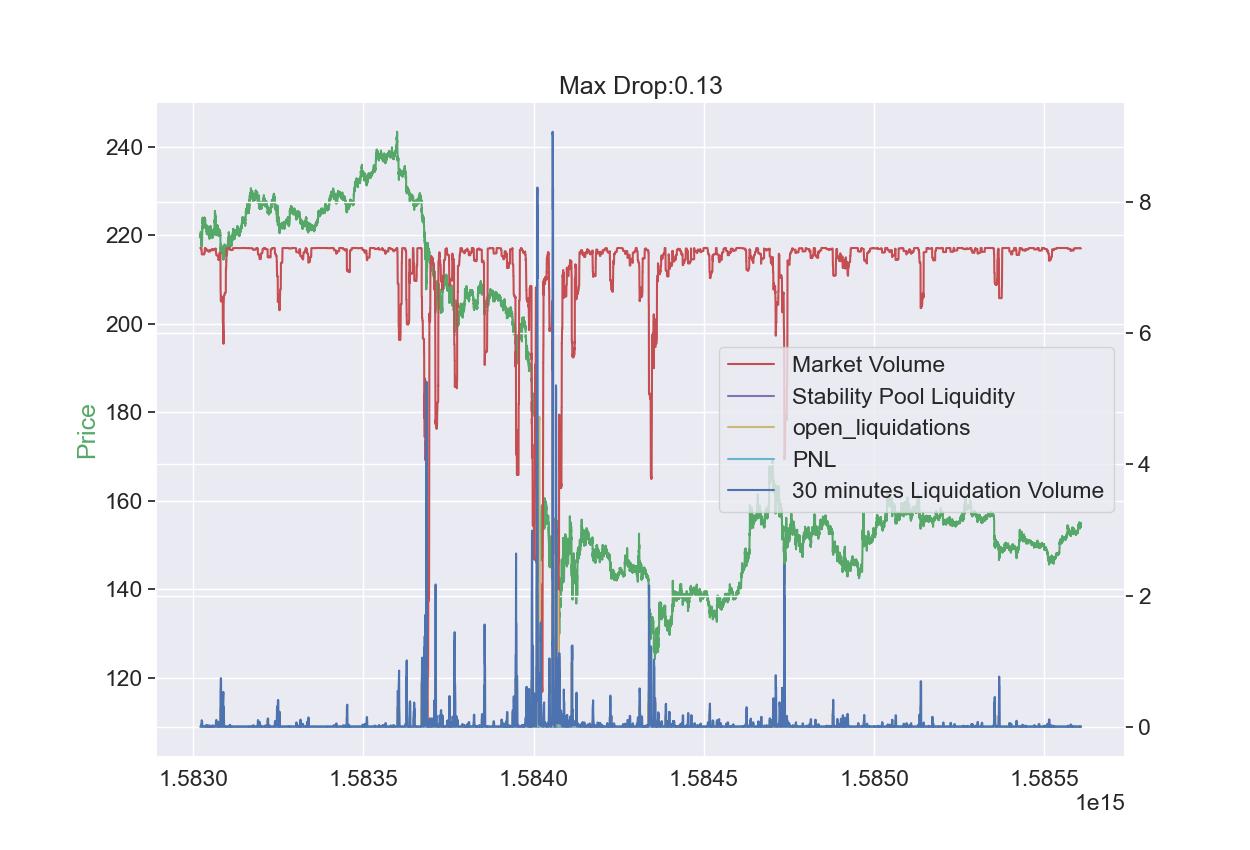 Max Drop:0.13
240
220
200
180
160
140
120
Price
8
6
4
2
0
Market Volume
Stability Pool Liquidity
open_liquidations
PNL
30 minutes Liquidation Volume
1.5830 1.5835 1.5840 1.5845 1.5850 1.5855
1e15